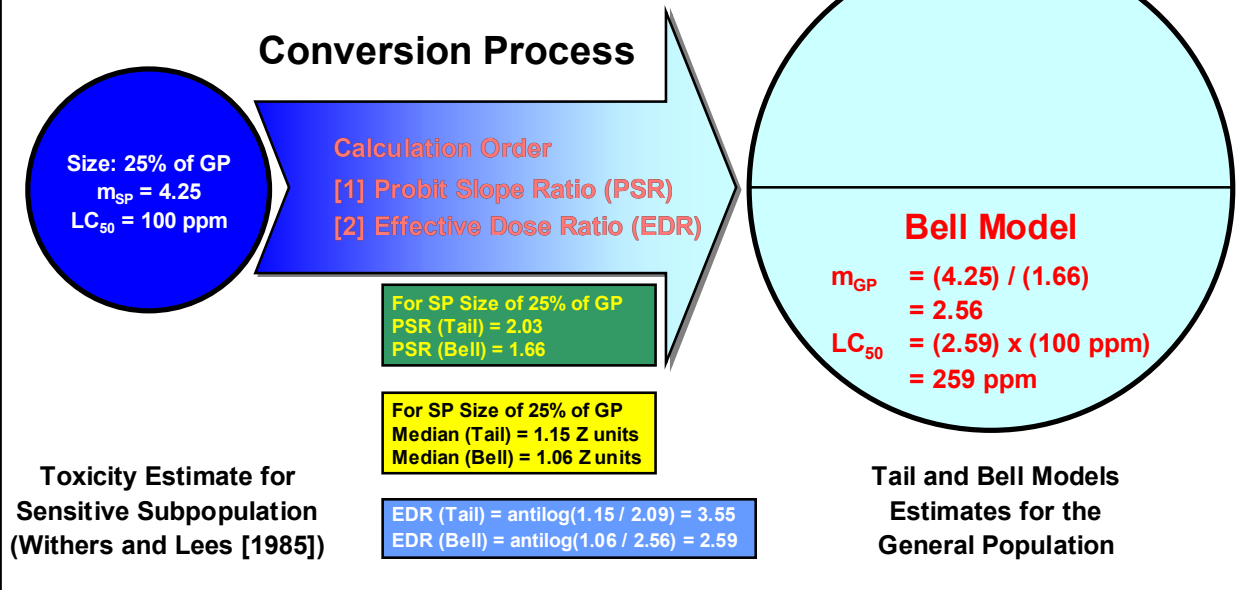 Conversion Process
Size: 25% of GP
mSP = 4.25
LC50 = 100 ppm
Calculation Order
[1] Probit Slope Ratio (PSR)
[2] Effective Dose Ratio (EDR)
For SP Size of 25% of GP
PSR (Tail) = 2.03
PSR (Bell) = 1.66
For SP Size of 25% of GP
Median (Tail) = 1.15 Z units
Median (Bell) = 1.06 Z units
EDR (Tail) = antilog(1.15 / 2.09) = 3.55
EDR (Bell) = antilog(1.06 / 2.56) = 2.59
Bell Model
mGP = (4.25) / (1.66)
= 2.56
LC50 = (2.59) x (100 ppm)
= 259 ppm
Toxicity Estimate for
Sensitive Subpopulation
(Withers and Lees [1985])
Tail and Bell Models
Estimates for the
General Population